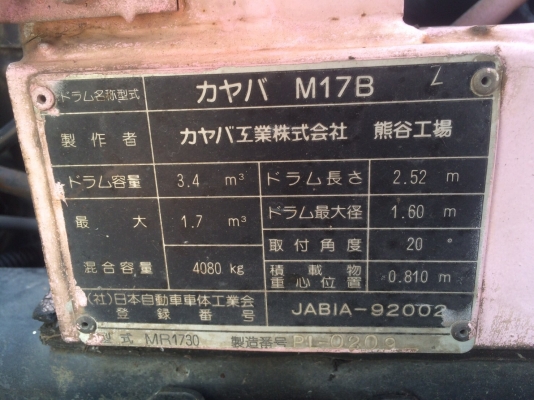 ドラム名称型式 カヤバ M17B Z
製作者 カヤバ工業株式会社 熊谷工場
ドラム容量 3.4 m³ ドラム長さ 2.52 m
最大 1.7 m³ ドラム最大径 1.60 m
取付角度 20 °
混合容量 4080 kg 積載物重心位置 0.810 m
(社)日本自動車車体工業会
登録番号 JABIA-92002
型式 MR1730 製造番号